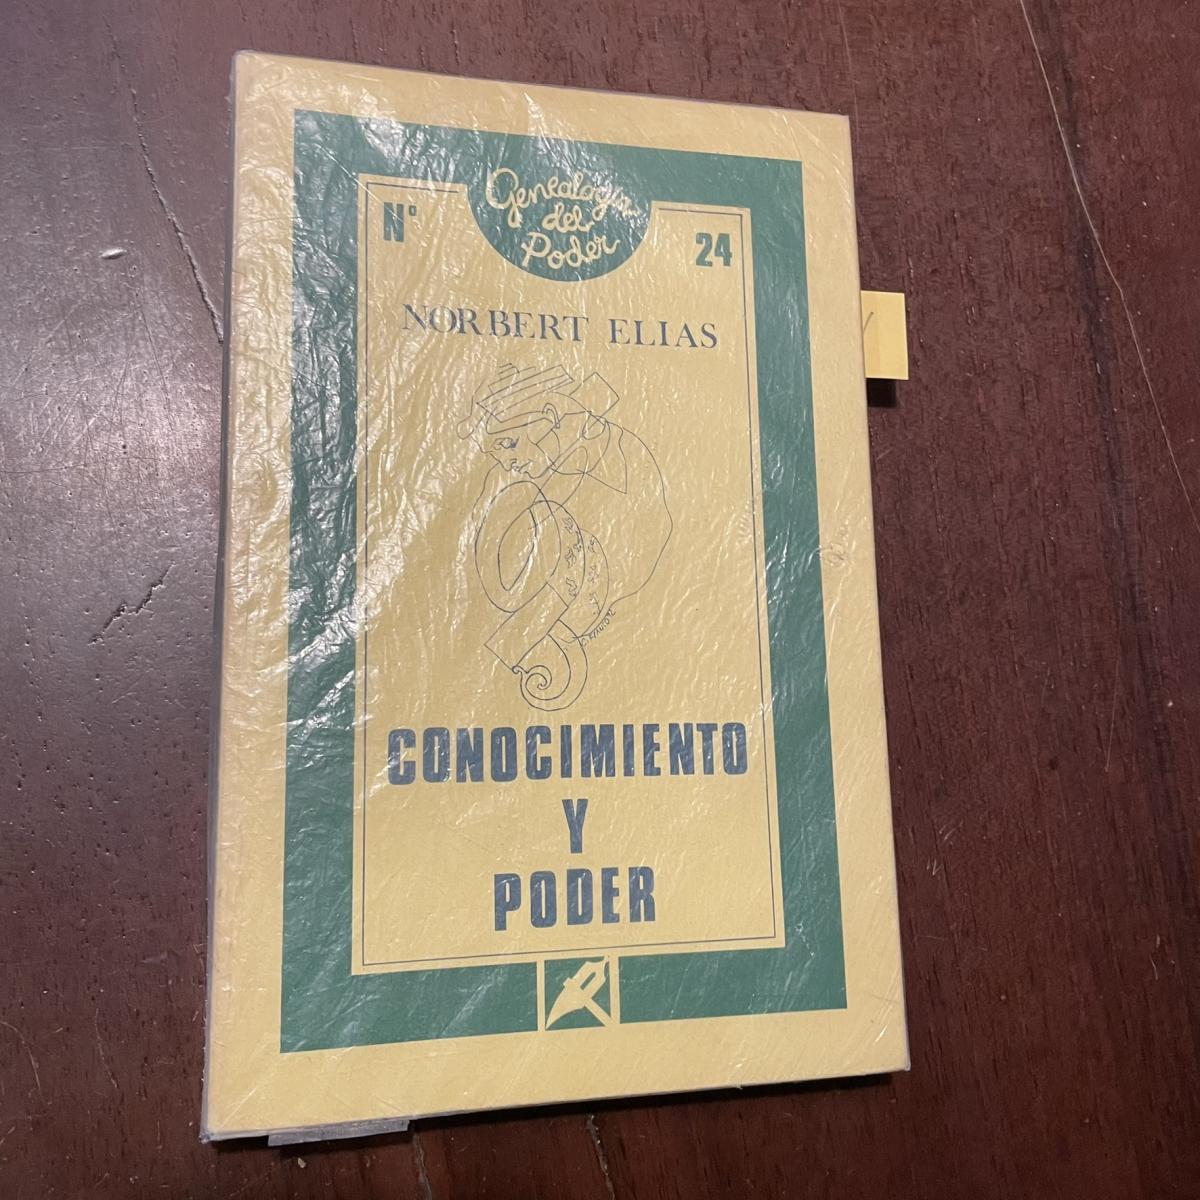 Genealogía
del
Poder
Nº
24
NORBERT ELIAS
CONOCIMIENTO
Y
PODER